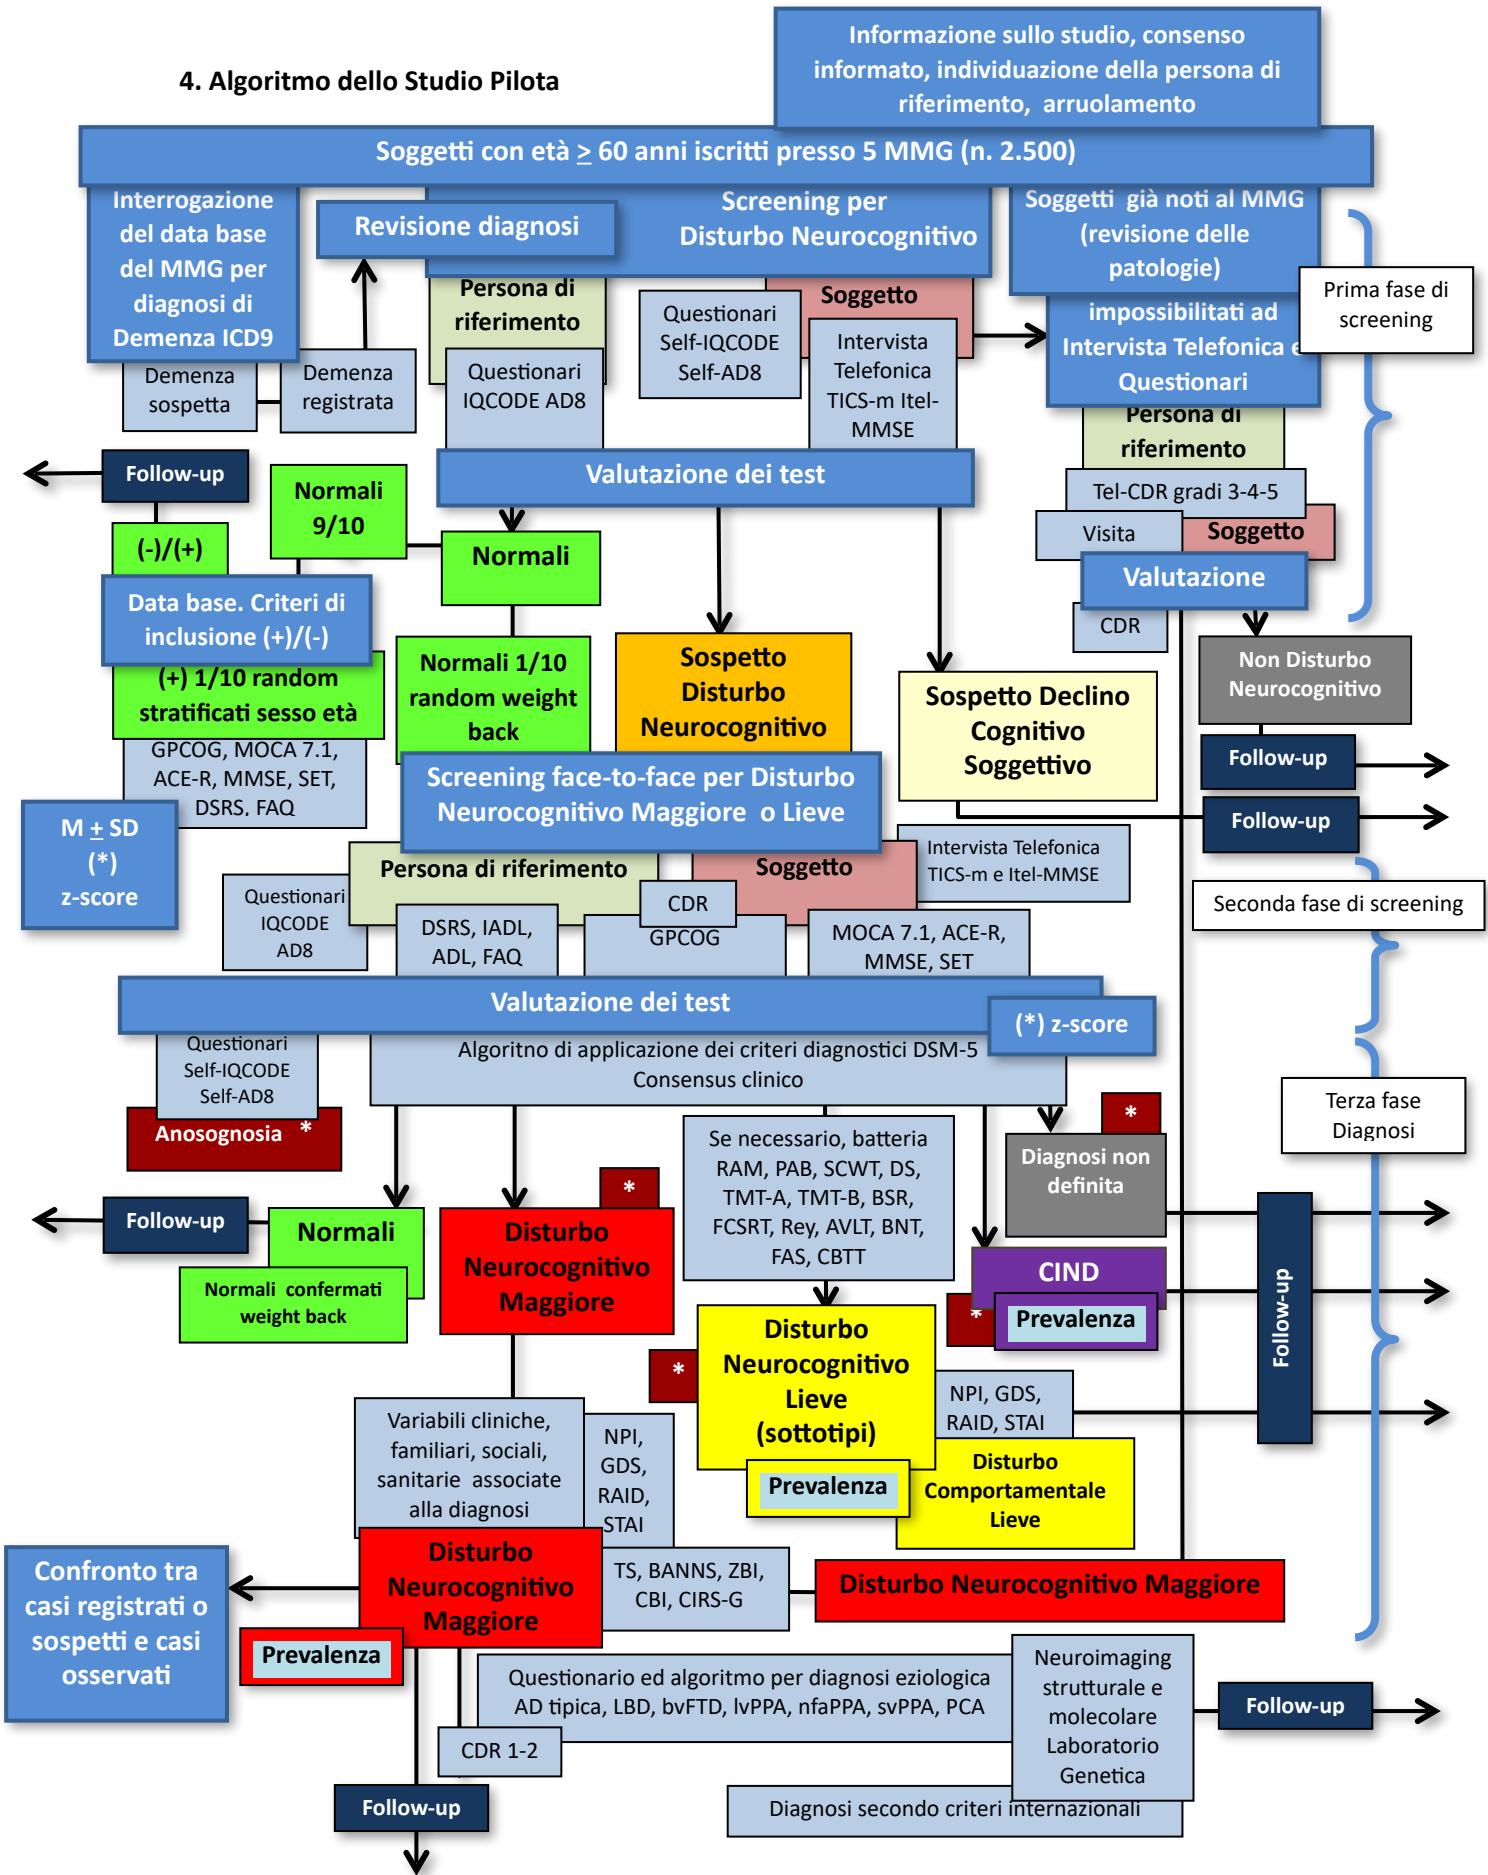 Informazione sullo studio, consenso
informato, individuazione della persona di
riferimento, arruolamento
4. Algoritmo dello Studio Pilota
Soggetti con età ≥ 60 anni iscritti presso 5 MMG (n. 2.500)
Interrogazione
del data base
del MMG per
diagnosi di
Demenza ICD9
Revisione diagnosi
Screening per
Disturbo Neurocognitivo
Soggetti già noti al MMG
(revisione delle
patologie)
impossibilitati ad
Intervista Telefonica e
Questionari
Prima fase di
screening
Persona di
riferimento
Soggetto
Questionari
Self-IQCODE
Self-AD8
Intervista
Telefonica
TICS-m Itel-
MMSE
Demenza
sospetta
Demenza
registrata
Questionari
IQCODE AD8
Persona di
riferimento
Follow-up
Normali
9/10
Valutazione dei test
Tel-CDR gradi 3-4-5
Visita
Soggetto
(-)/(+)
Normali
Valutazione
Data base. Criteri di
inclusione (+)/(-)
CDR
(+) 1/10 random
stratificati sesso età
Normali 1/10
random weight
back
Sospetto
Disturbo
Neurocognitivo
Sospetto Declino
Cognitivo
Soggettivo
Non Disturbo
Neurocognitivo
GPCOG, MOCA 7.1,
ACE-R, MMSE, SET,
DSRS, FAQ
Follow-up
Screening face-to-face per Disturbo
Neurocognitivo Maggiore o Lieve
Follow-up
M ± SD
(*)
z-score
Persona di riferimento
Soggetto
Intervista Telefonica
TICS-m e Itel-MMSE
Questionari
IQCODE
AD8
DSRS, IADL,
ADL, FAQ
CDR
GPCOG
MOCA 7.1, ACE-R,
MMSE, SET
Seconda fase di screening
Valutazione dei test
(*) z-score
Questionari
Self-IQCODE
Self-AD8
Algoritno di applicazione dei criteri diagnostici DSM-5
Consensus clinico
Anosognosia *
Terza fase
Diagnosi
Se necessario, batteria
RAM, PAB, SCWT, DS,
TMT-A, TMT-B, BSR,
FCSRT, Rey, AVLT, BNT,
FAS, CBTT
*
Diagnosi non
definita
*
Follow-up
Normali
Disturbo
Neurocognitivo
Maggiore
Normali confermati
weight back
CIND
*
Prevalenza
Follow-up
Disturbo
Neurocognitivo
Lieve
(sottotipi)
*
NPI, GDS,
RAID, STAI
Variabili cliniche,
familiari, sociali,
sanitarie associate
alla diagnosi
NPI,
GDS,
RAID,
STAI
Prevalenza
Disturbo
Comportamentale
Lieve
Confronto tra
casi registrati o
sospetti e casi
osservati
Disturbo
Neurocognitivo
Maggiore
TS, BANNS, ZBI,
CBI, CIRS-G
Disturbo Neurocognitivo Maggiore
Prevalenza
Questionario ed algoritmo per diagnosi eziologica
AD tipica, LBD, bvFTD, lvPPA, nfaPPA, svPPA, PCA
Neuroimaging
strutturale e
molecolare
Laboratorio
Genetica
Follow-up
CDR 1-2
Follow-up
Diagnosi secondo criteri internazionali